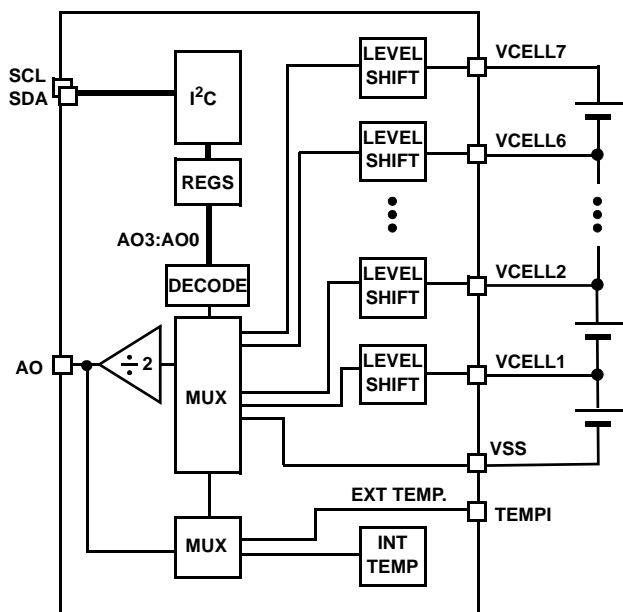 SCL
SDA
I²C
REGS
AO3:AO0
DECODE
AO
÷ 2
MUX
MUX
LEVEL
SHIFT
VCELL7
LEVEL
SHIFT
VCELL6
LEVEL
SHIFT
VCELL2
LEVEL
SHIFT
VCELL1
VSS
EXT TEMP.
TEMPI
INT
TEMP